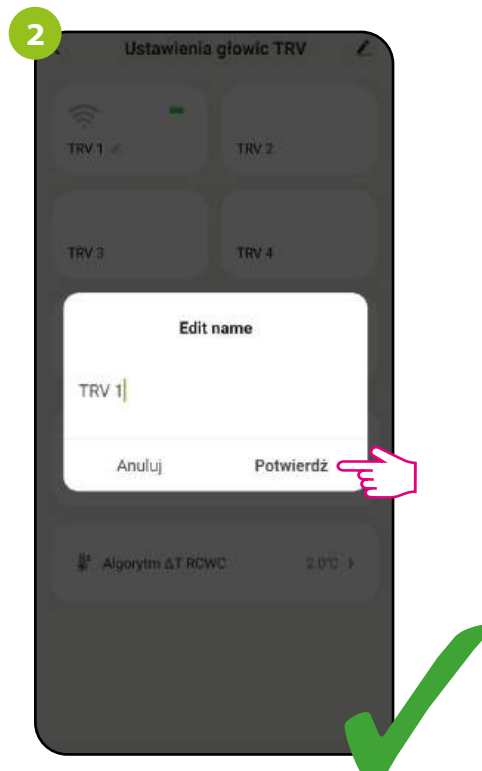 2
Ustawienia głowic TRV
TRV 1
TRV 2
TRV 3
TRV 4
Edit name
TRV 1
Anuluj
Potwierdź
Algorytm ΔT RCWC
2.0℃